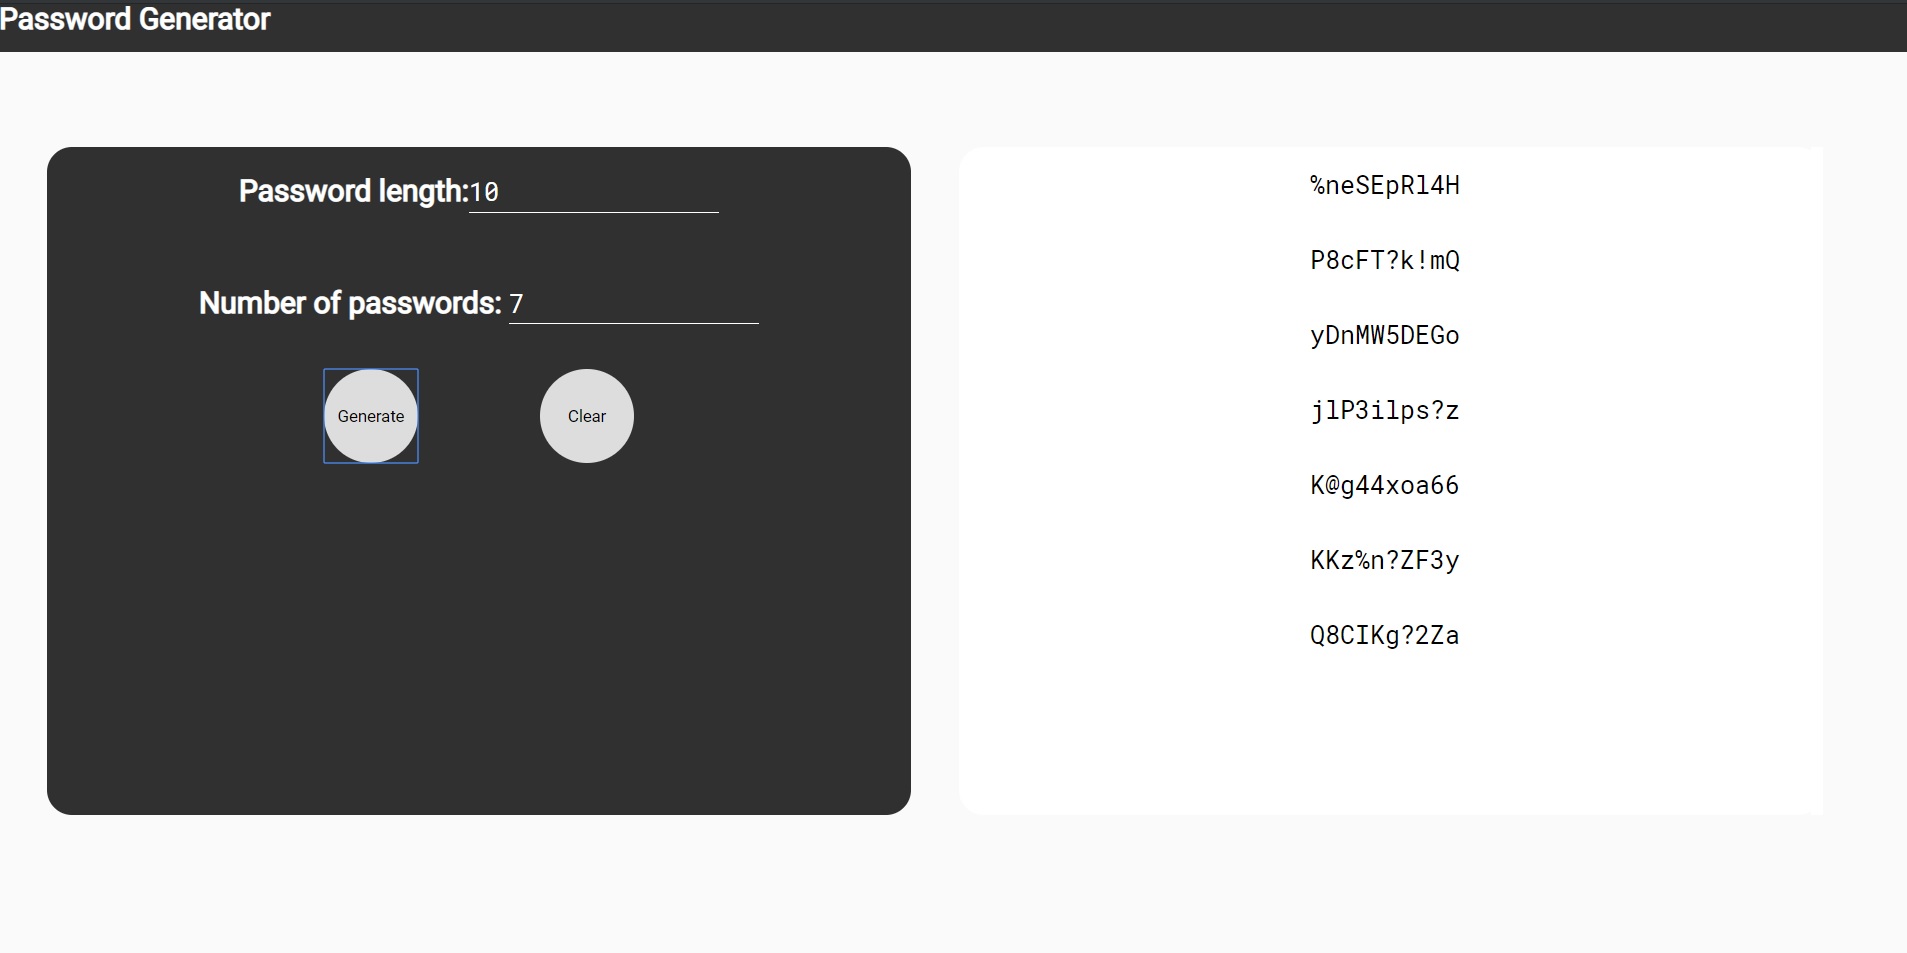 Password Generator
Password length:10
Number of passwords: 7
Generate
Clear
%neSEpRl4H
P8cFT?k!mQ
yDnMW5DEGo
jlP3ilps?z
K@g44xoa66
KKz%n?ZF3y
Q8CIKg?2Za